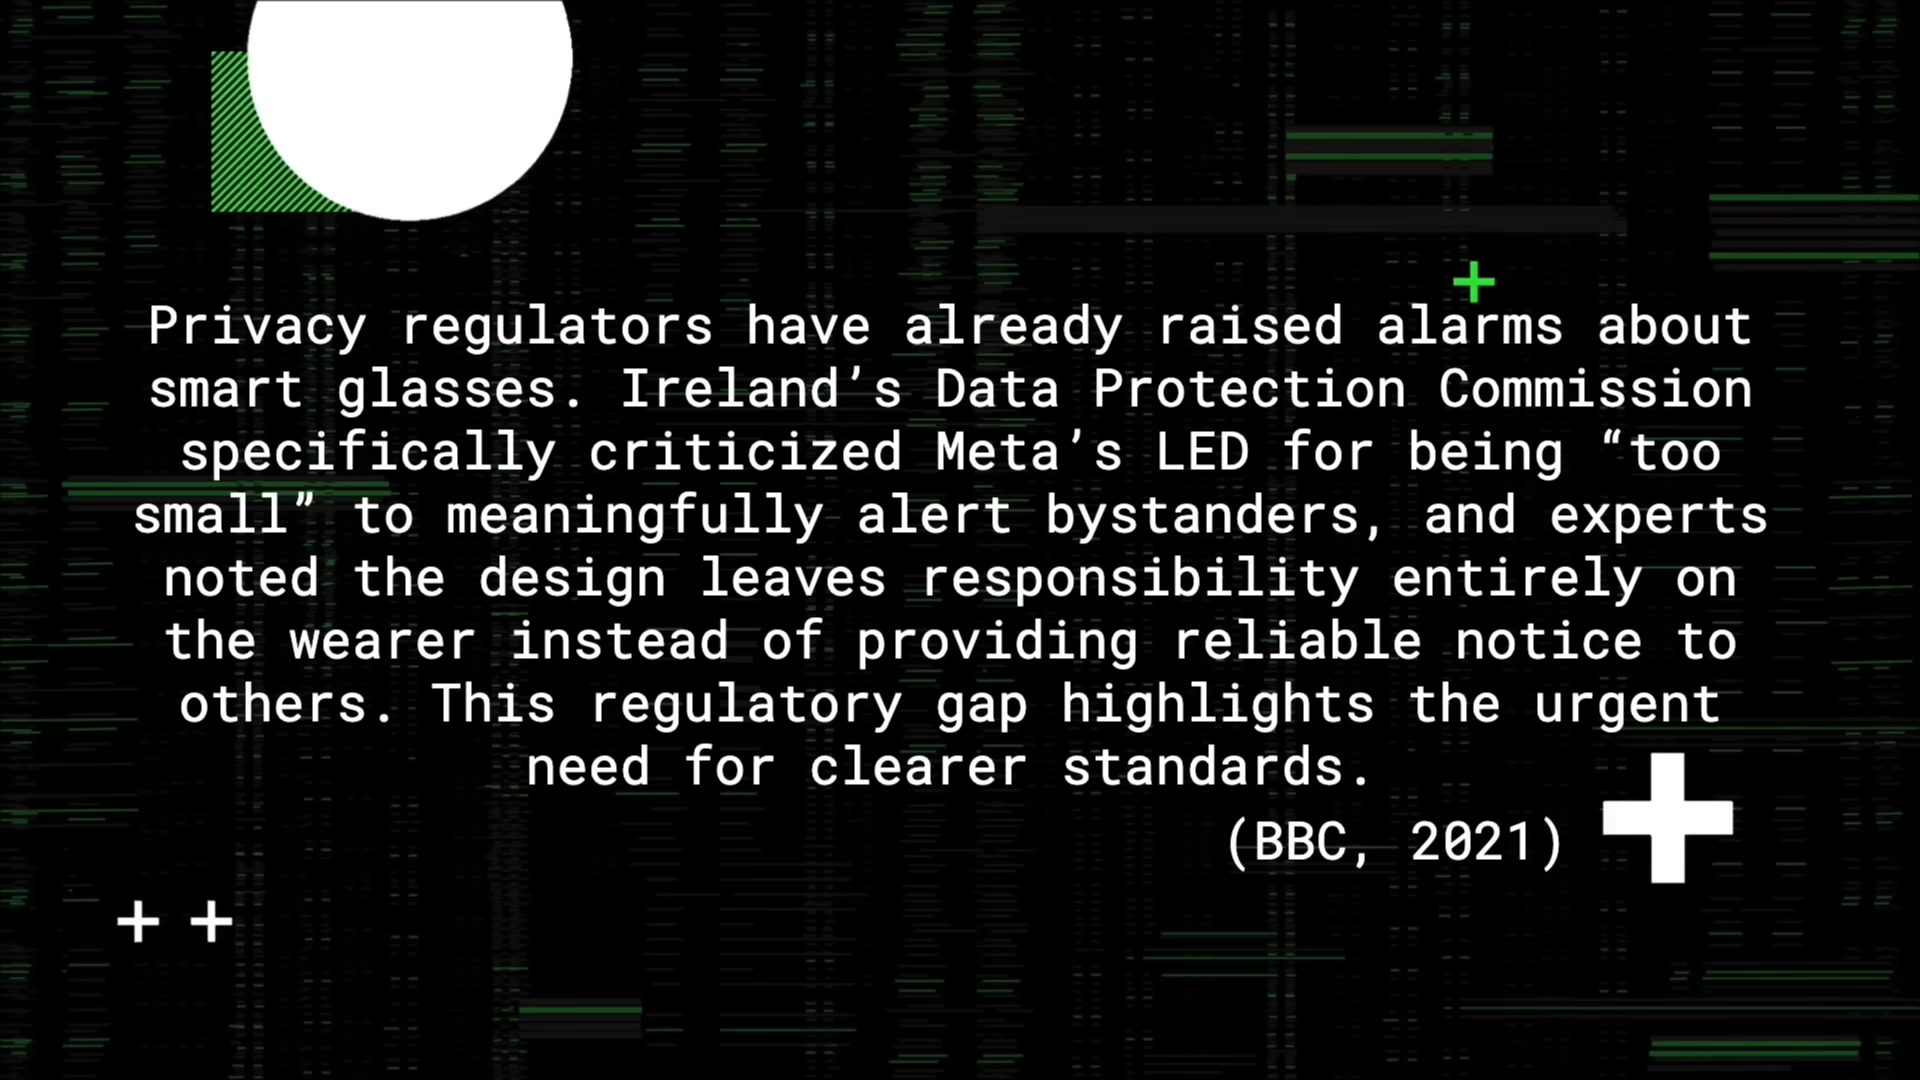 Privacy regulators have already raised alarms about
smart glasses. Ireland’s Data Protection Commission
specifically criticized Meta’s LED for being “too
small” to meaningfully alert bystanders, and experts
noted the design leaves responsibility entirely on
the wearer instead of providing reliable notice to
others. This regulatory gap highlights the urgent
need for clearer standards.
(BBC, 2021)